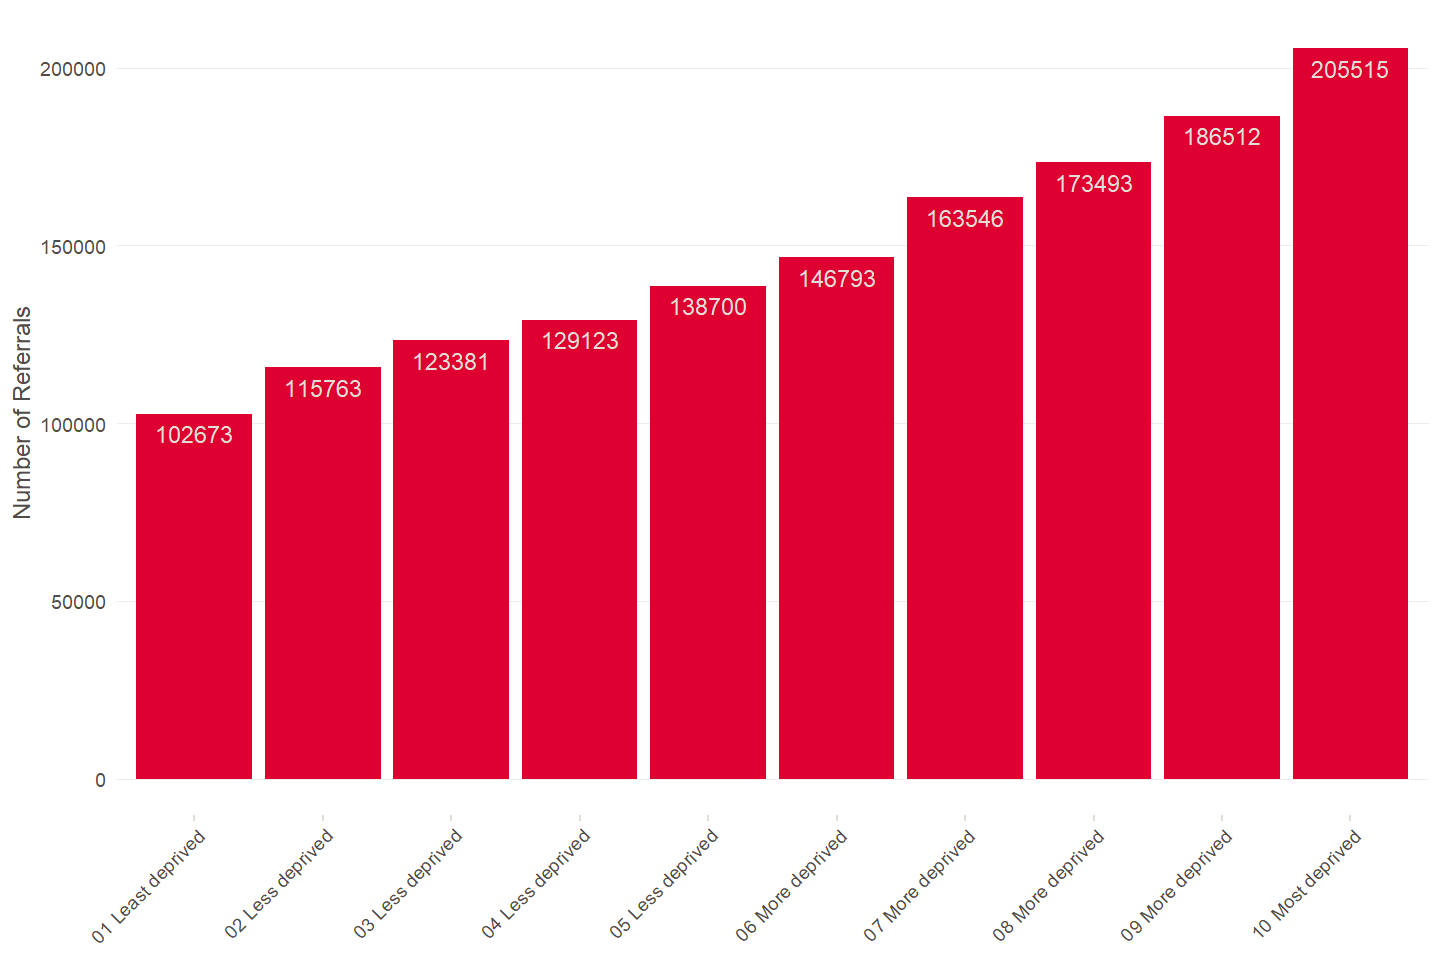 Number of Referrals
200000
150000
100000
50000
0
102673
115763
123381
129123
138700
146793
163546
173493
186512
205515
01 Least deprived
02 Less deprived
03 Less deprived
04 Less deprived
05 Less deprived
06 More deprived
07 More deprived
08 More deprived
09 More deprived
10 Most deprived